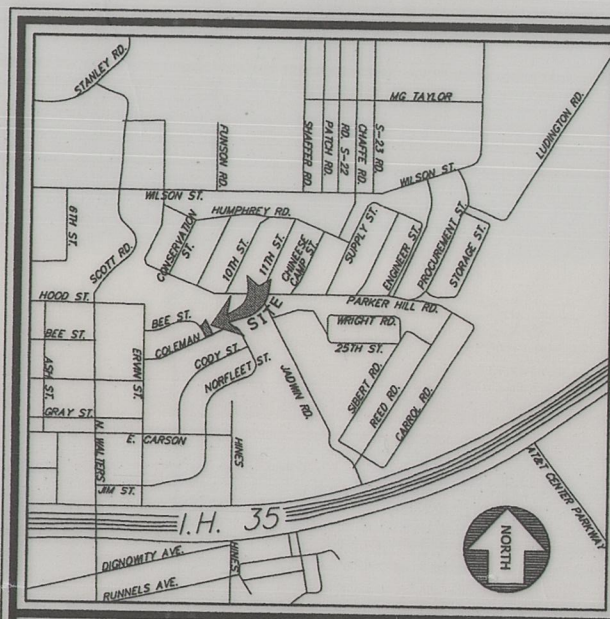 STANLEY RD.
MG TAYLOR
LUDINGTON RD.
FUNSON RD.
SHAFTER RD.
PATCH RD.
RD. S-22
CHAFFE RD.
S-23 RD.
WILSON ST.
WILSON ST.
HUMPHREY RD.
6TH ST.
SCOTT RD.
CONSERVATION ST.
10TH ST.
11TH ST.
CHINEESE CAMP ST.
SUPPLY ST.
ENGINEER ST.
PROCUREMENT ST.
STORAGE ST.
HOOD ST.
PARKER HILL RD.
BEE ST.
SITE
WRIGHT RD.
BEE ST.
COLEMAN
25TH ST.
CODY ST.
NORFLEET ST.
ERVIN ST.
ASH ST.
JADWIN RD.
SIBERT RD.
REED RD.
CARROL RD.
GRAY ST.
N. WALTERS
E. CARSON
HINES
JIM ST.
AT&T CENTER PARKWAY
I.H. 35
NORTH
DIGNOWITY AVE.
HINES
RUNNELS AVE.